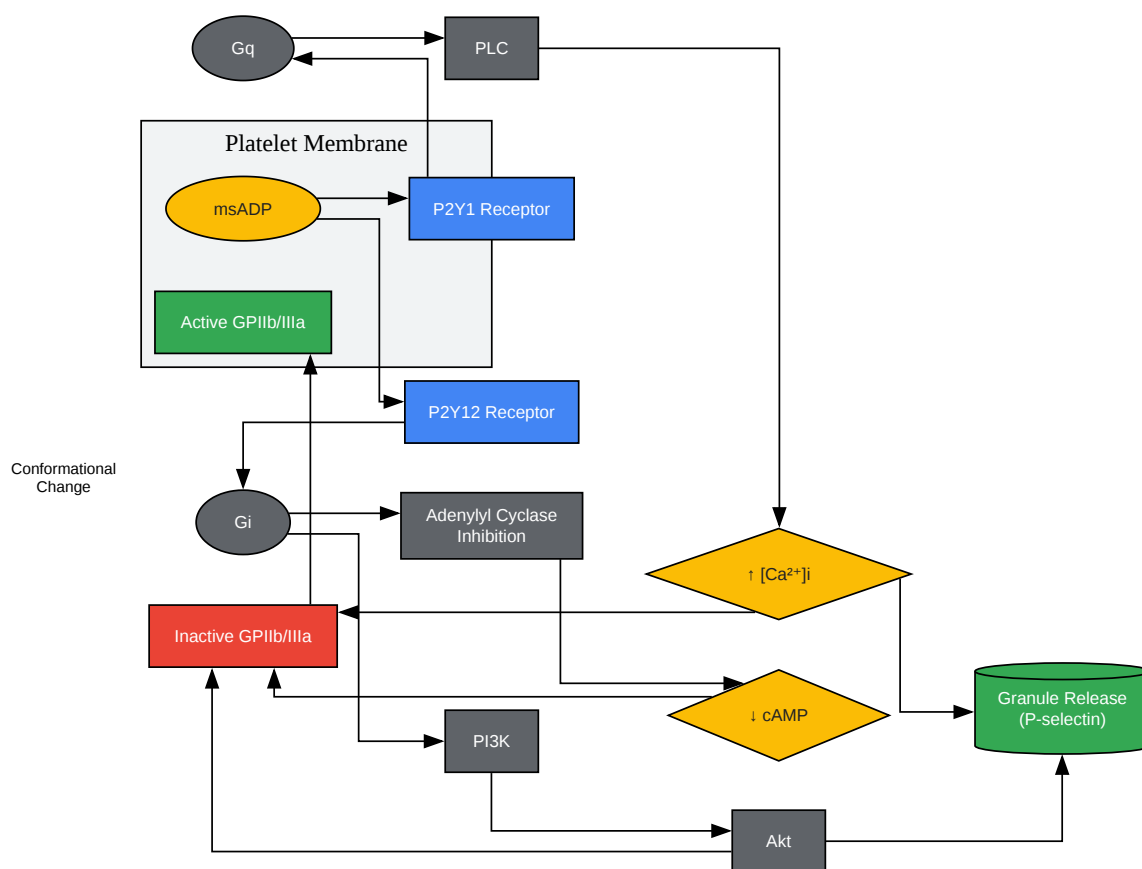 Gq
PLC
Platelet Membrane
msADP
P2Y1 Receptor
Active GPIIb/IIIa
P2Y12 Receptor
Conformational
Change
Gi
Adenylyl Cyclase
Inhibition
↑ [Ca²⁺]i
Inactive GPIIb/IIIa
Granule Release
(P-selectin)
↓ cAMP
PI3K
Akt